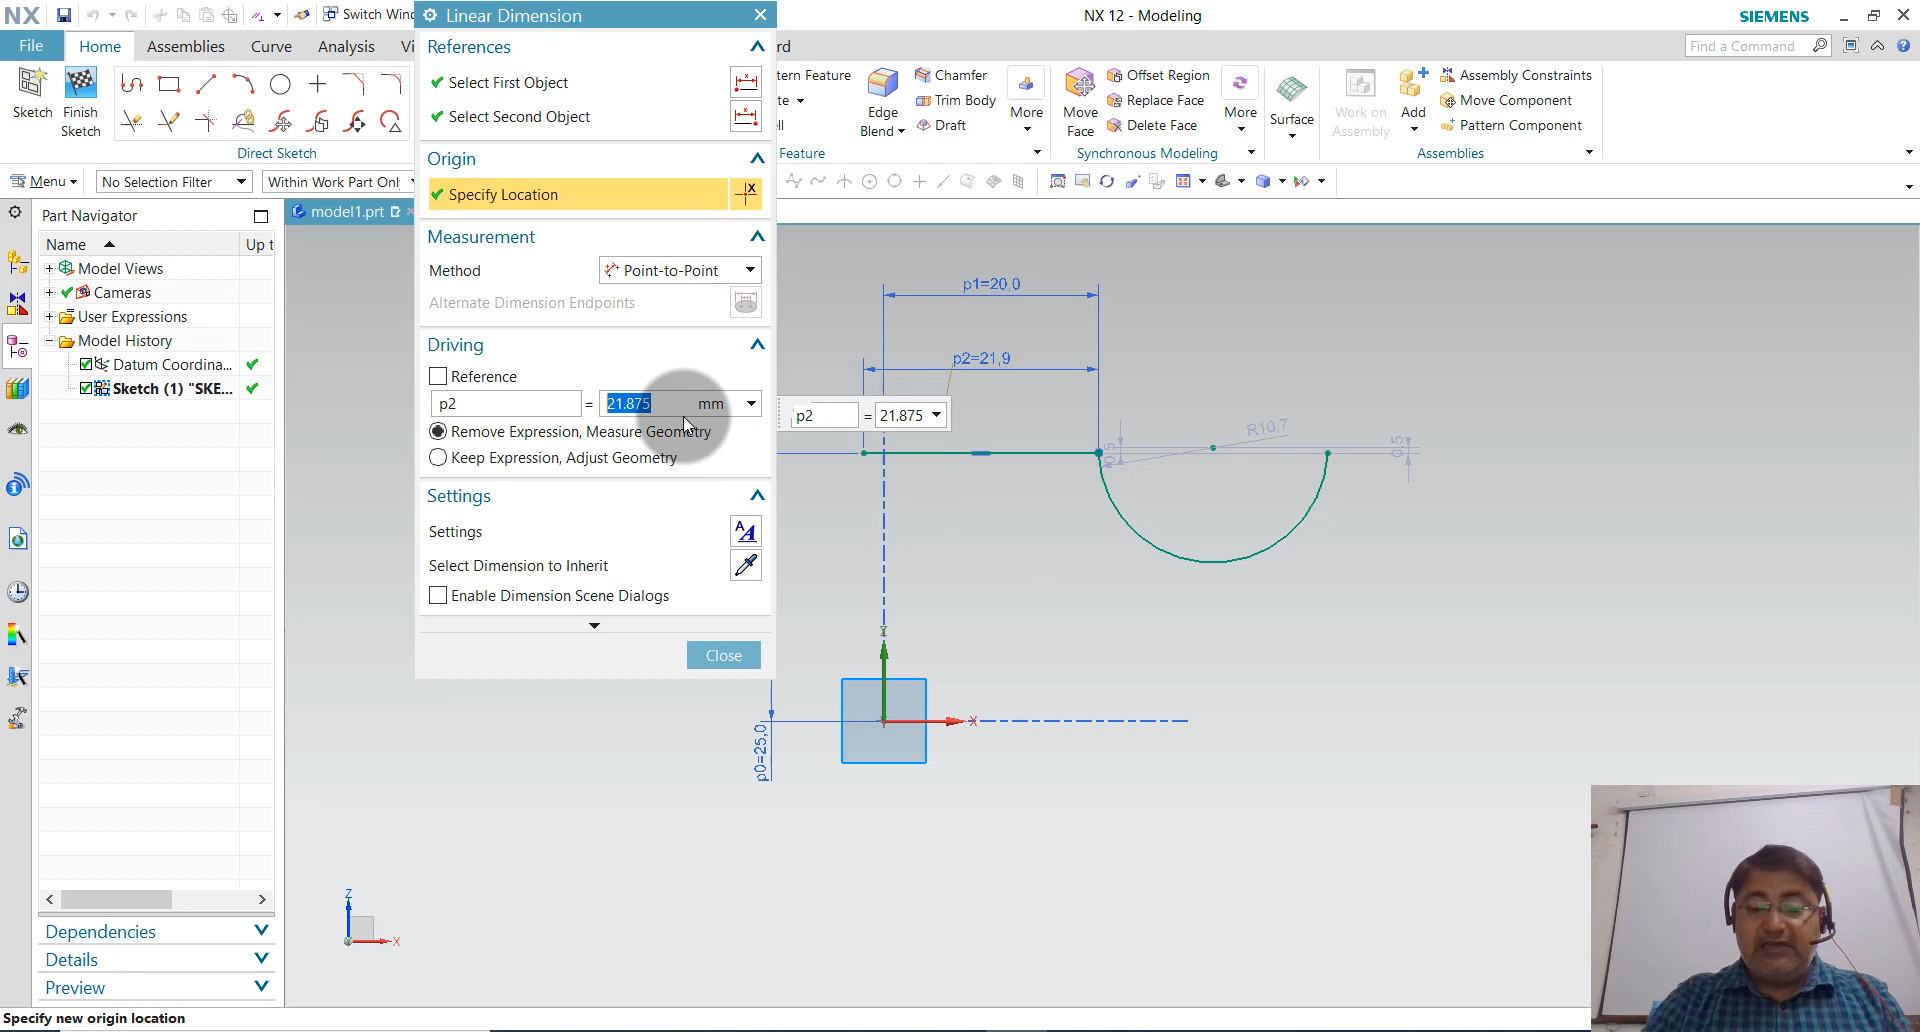 NX
Switch Wind
Linear Dimension
NX 12 - Modeling
SIEMENS
File
Home
Assemblies
Curve
Analysis
Find a Command
Sketch
Finish
Sketch
Direct Sketch
References
Select First Object
Select Second Object
Origin
Specify Location
Measurement
Method
Point-to-Point
Alternate Dimension Endpoints
Driving
Reference
p2
=
21.875
mm
Remove Expression, Measure Geometry
Keep Expression, Adjust Geometry
Settings
Settings
Select Dimension to Inherit
Enable Dimension Scene Dialogs
Close
tern Feature
Edge
Blend
Chamfer
Trim Body
Draft
More
Feature
Move
Face
Offset Region
Replace Face
Delete Face
More
Synchronous Modeling
Surface
Work on
Assembly
Add
Assembly Constraints
Move Component
Pattern Component
Assemblies
Menu
No Selection Filter
Within Work Part Only
Part Navigator
model1.prt
Name
Up t
Model Views
Cameras
User Expressions
Model History
Datum Coordina...
Sketch (1) "SKE...
Dependencies
Details
Preview
p1=20,0
p2=21,9
p2
=
21.875
R10,7
0,5
0,5
p0=25,0
X
Z
X
Specify new origin location